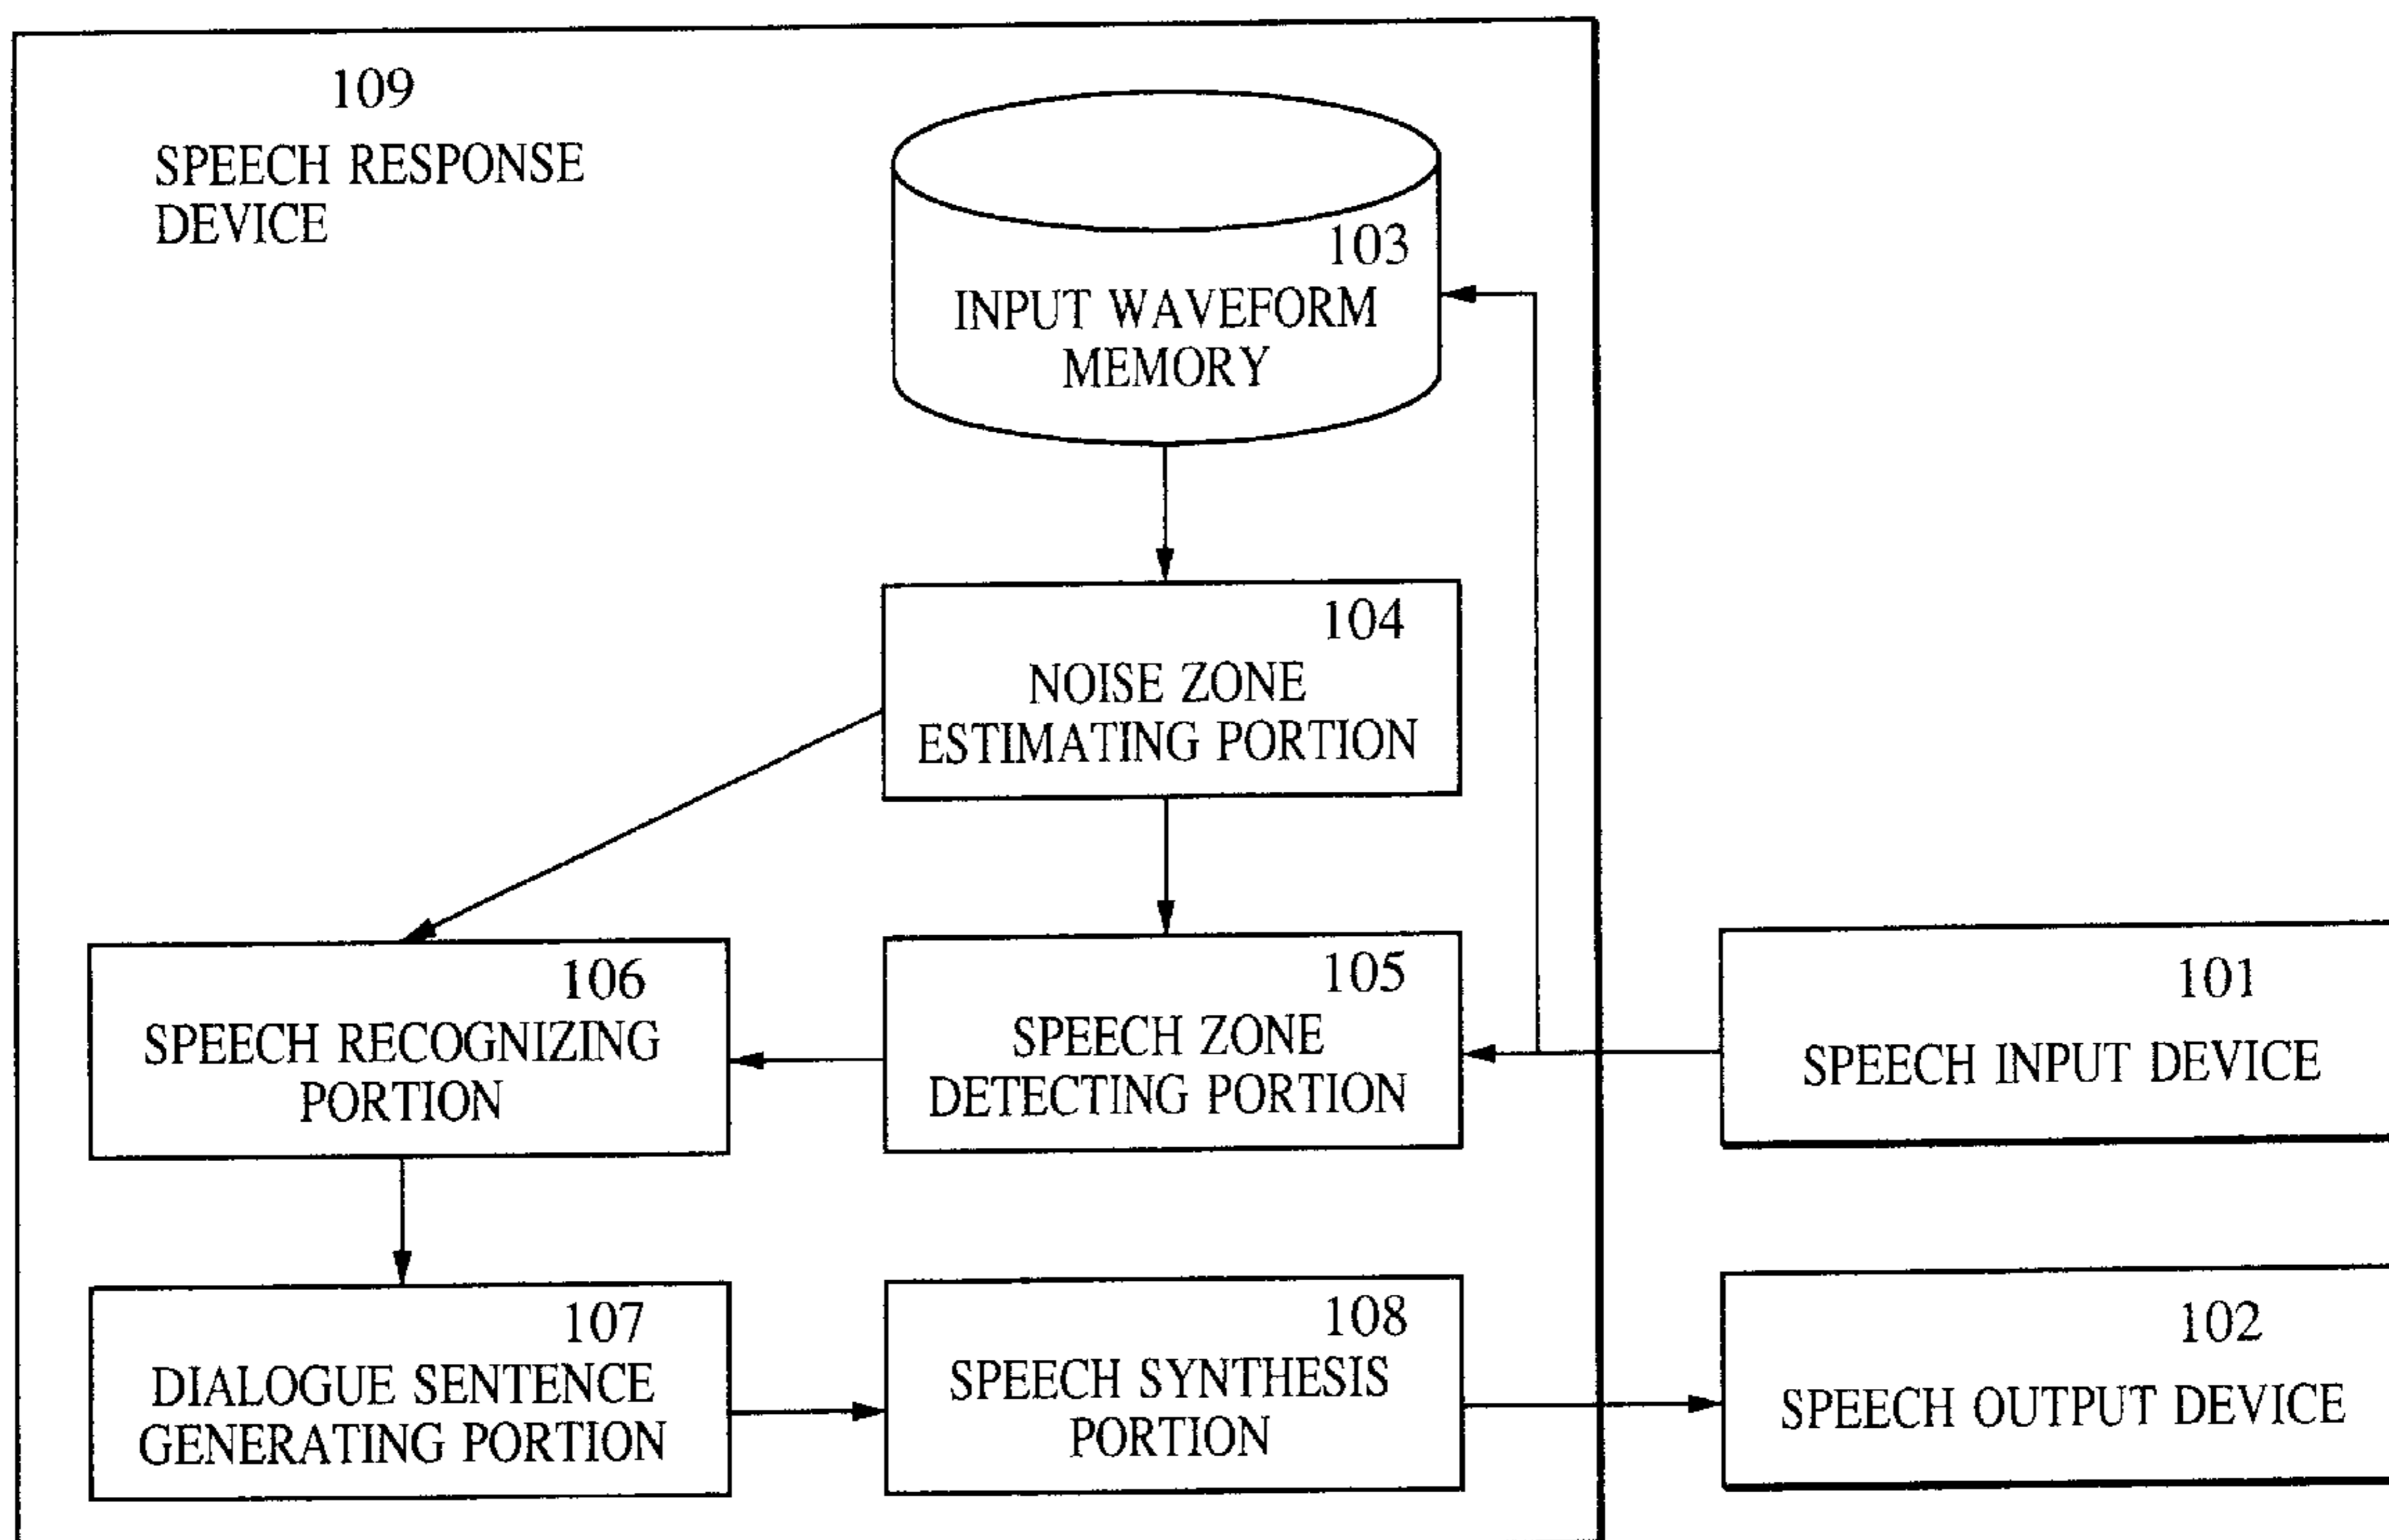 109
SPEECH RESPONSE
DEVICE
103
INPUT WAVEFORM
MEMORY
104
NOISE ZONE
ESTIMATING PORTION
106
SPEECH RECOGNIZING
PORTION
105
SPEECH ZONE
DETECTING PORTION
101
SPEECH INPUT DEVICE
107
DIALOGUE SENTENCE
GENERATING PORTION
108
SPEECH SYNTHESIS
PORTION
102
SPEECH OUTPUT DEVICE